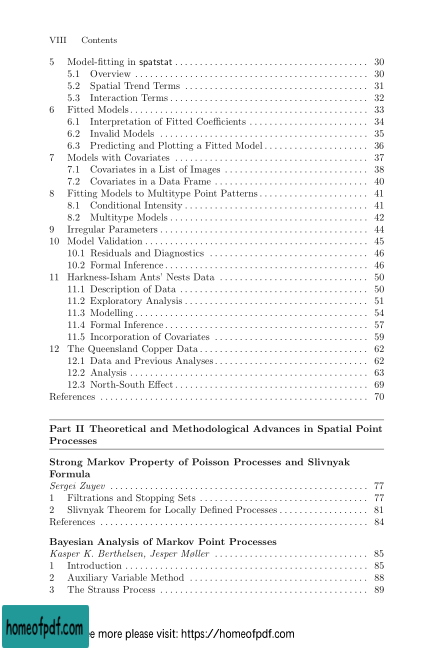 VIII Contents
5 Model-fitting in spatstat . . . . . . . . . . . . . . . . . . . . . . . . . . . . . . . . . . . . . . . 30
5.1 Overview . . . . . . . . . . . . . . . . . . . . . . . . . . . . . . . . . . . . . . . . . . . . . . . 30
5.2 Spatial Trend Terms . . . . . . . . . . . . . . . . . . . . . . . . . . . . . . . . . . . . . 31
5.3 Interaction Terms . . . . . . . . . . . . . . . . . . . . . . . . . . . . . . . . . . . . . . . . 32
6 Fitted Models . . . . . . . . . . . . . . . . . . . . . . . . . . . . . . . . . . . . . . . . . . . . . . . . 33
6.1 Interpretation of Fitted Coefficients . . . . . . . . . . . . . . . . . . . . . . . . 34
6.2 Invalid Models . . . . . . . . . . . . . . . . . . . . . . . . . . . . . . . . . . . . . . . . . . 35
6.3 Predicting and Plotting a Fitted Model . . . . . . . . . . . . . . . . . . . . . 36
7 Models with Covariates . . . . . . . . . . . . . . . . . . . . . . . . . . . . . . . . . . . . . . . 37
7.1 Covariates in a List of Images . . . . . . . . . . . . . . . . . . . . . . . . . . . . . 38
7.2 Covariates in a Data Frame . . . . . . . . . . . . . . . . . . . . . . . . . . . . . . . 40
8 Fitting Models to Multitype Point Patterns . . . . . . . . . . . . . . . . . . . . . . 41
8.1 Conditional Intensity . . . . . . . . . . . . . . . . . . . . . . . . . . . . . . . . . . . . . 41
8.2 Multitype Models . . . . . . . . . . . . . . . . . . . . . . . . . . . . . . . . . . . . . . . . 42
9 Irregular Parameters . . . . . . . . . . . . . . . . . . . . . . . . . . . . . . . . . . . . . . . . . . 44
10 Model Validation . . . . . . . . . . . . . . . . . . . . . . . . . . . . . . . . . . . . . . . . . . . . . 45
10.1 Residuals and Diagnostics . . . . . . . . . . . . . . . . . . . . . . . . . . . . . . . . 46
10.2 Formal Inference . . . . . . . . . . . . . . . . . . . . . . . . . . . . . . . . . . . . . . . . . 46
11 Harkness-Isham Ants' Nests Data . . . . . . . . . . . . . . . . . . . . . . . . . . . . . . 50
11.1 Description of Data . . . . . . . . . . . . . . . . . . . . . . . . . . . . . . . . . . . . . . 50
11.2 Exploratory Analysis . . . . . . . . . . . . . . . . . . . . . . . . . . . . . . . . . . . . . 51
11.3 Modelling . . . . . . . . . . . . . . . . . . . . . . . . . . . . . . . . . . . . . . . . . . . . . . . 54
11.4 Formal Inference . . . . . . . . . . . . . . . . . . . . . . . . . . . . . . . . . . . . . . . . . 57
11.5 Incorporation of Covariates . . . . . . . . . . . . . . . . . . . . . . . . . . . . . . . 59
12 The Queensland Copper Data . . . . . . . . . . . . . . . . . . . . . . . . . . . . . . . . . . 62
12.1 Data and Previous Analyses . . . . . . . . . . . . . . . . . . . . . . . . . . . . . . . 62
12.2 Analysis . . . . . . . . . . . . . . . . . . . . . . . . . . . . . . . . . . . . . . . . . . . . . . . . 63
12.3 North-South Effect . . . . . . . . . . . . . . . . . . . . . . . . . . . . . . . . . . . . . . . 69
References . . . . . . . . . . . . . . . . . . . . . . . . . . . . . . . . . . . . . . . . . . . . . . . . . . . . . . 70
Part II Theoretical and Methodological Advances in Spatial Point
Processes
Strong Markov Property of Poisson Processes and Slivnyak
Formula
Sergei Zuyev . . . . . . . . . . . . . . . . . . . . . . . . . . . . . . . . . . . . . . . . . . . . . . . . . . . . 77
1 Filtrations and Stopping Sets . . . . . . . . . . . . . . . . . . . . . . . . . . . . . . . . . . 77
2 Slivnyak Theorem for Locally Defined Processes . . . . . . . . . . . . . . . . . . 81
References . . . . . . . . . . . . . . . . . . . . . . . . . . . . . . . . . . . . . . . . . . . . . . . . . . . . . . 84
Bayesian Analysis of Markov Point Processes
Kasper K. Berthelsen, Jesper Møller . . . . . . . . . . . . . . . . . . . . . . . . . . . . . . . 85
1 Introduction . . . . . . . . . . . . . . . . . . . . . . . . . . . . . . . . . . . . . . . . . . . . . . . . . 85
2 Auxiliary Variable Method . . . . . . . . . . . . . . . . . . . . . . . . . . . . . . . . . . . . 88
3 The Strauss Process . . . . . . . . . . . . . . . . . . . . . . . . . . . . . . . . . . . . . . . . . . 89
homeofpdf.com
e more please visit: https://homeofpdf.com